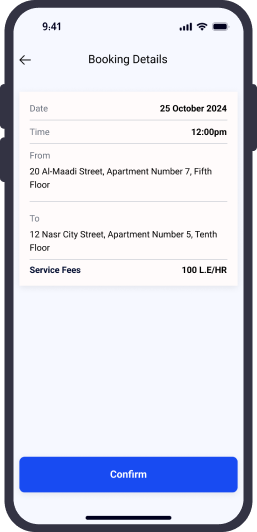 9:41
Booking Details
Date 25 October 2024
Time 12:00pm
From
20 Al-Maadi Street, Apartment Number 7, Fifth
Floor
To
12 Nasr City Street, Apartment Number 5, Tenth
Floor
Service Fees 100 L.E/HR
Confirm